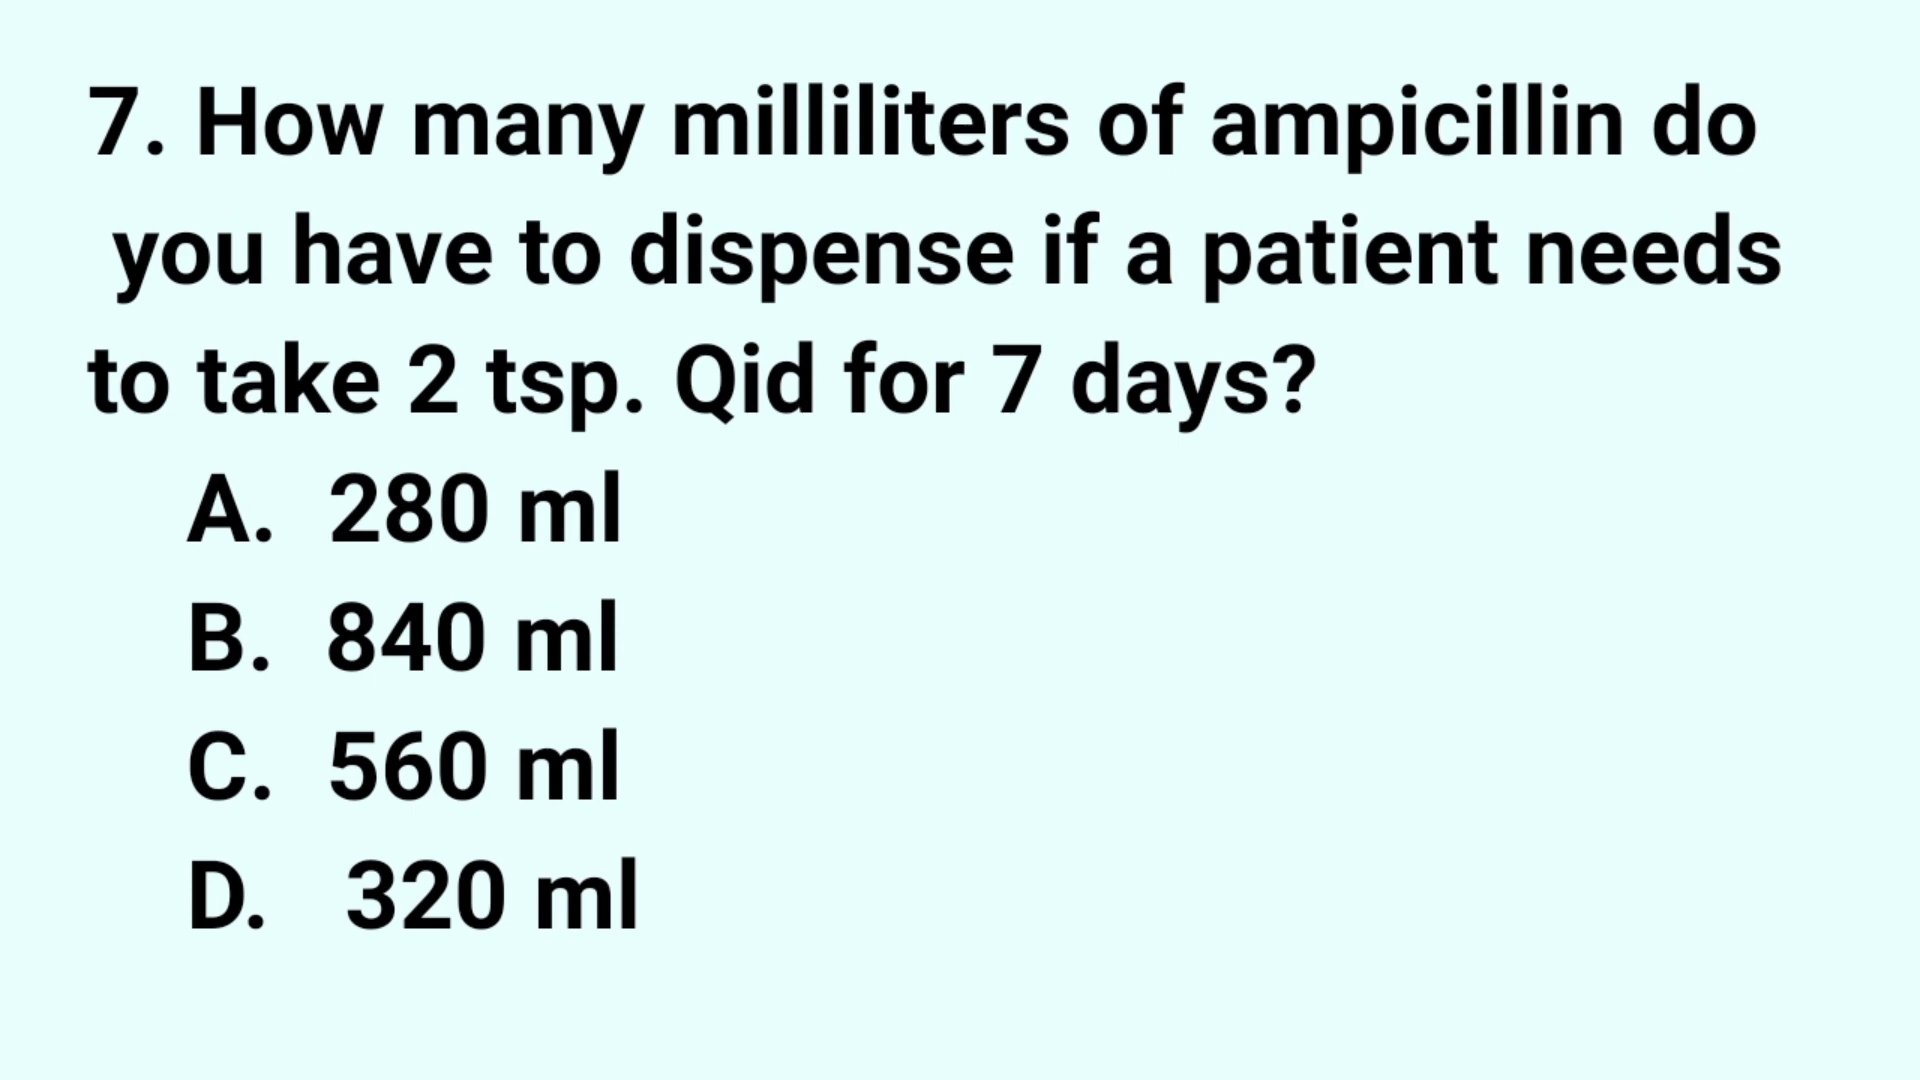 7. How many milliliters of ampicillin do
you have to dispense if a patient needs
to take 2 tsp. Qid for 7 days?
A. 280 ml
B. 840 ml
C. 560 ml
D. 320 ml